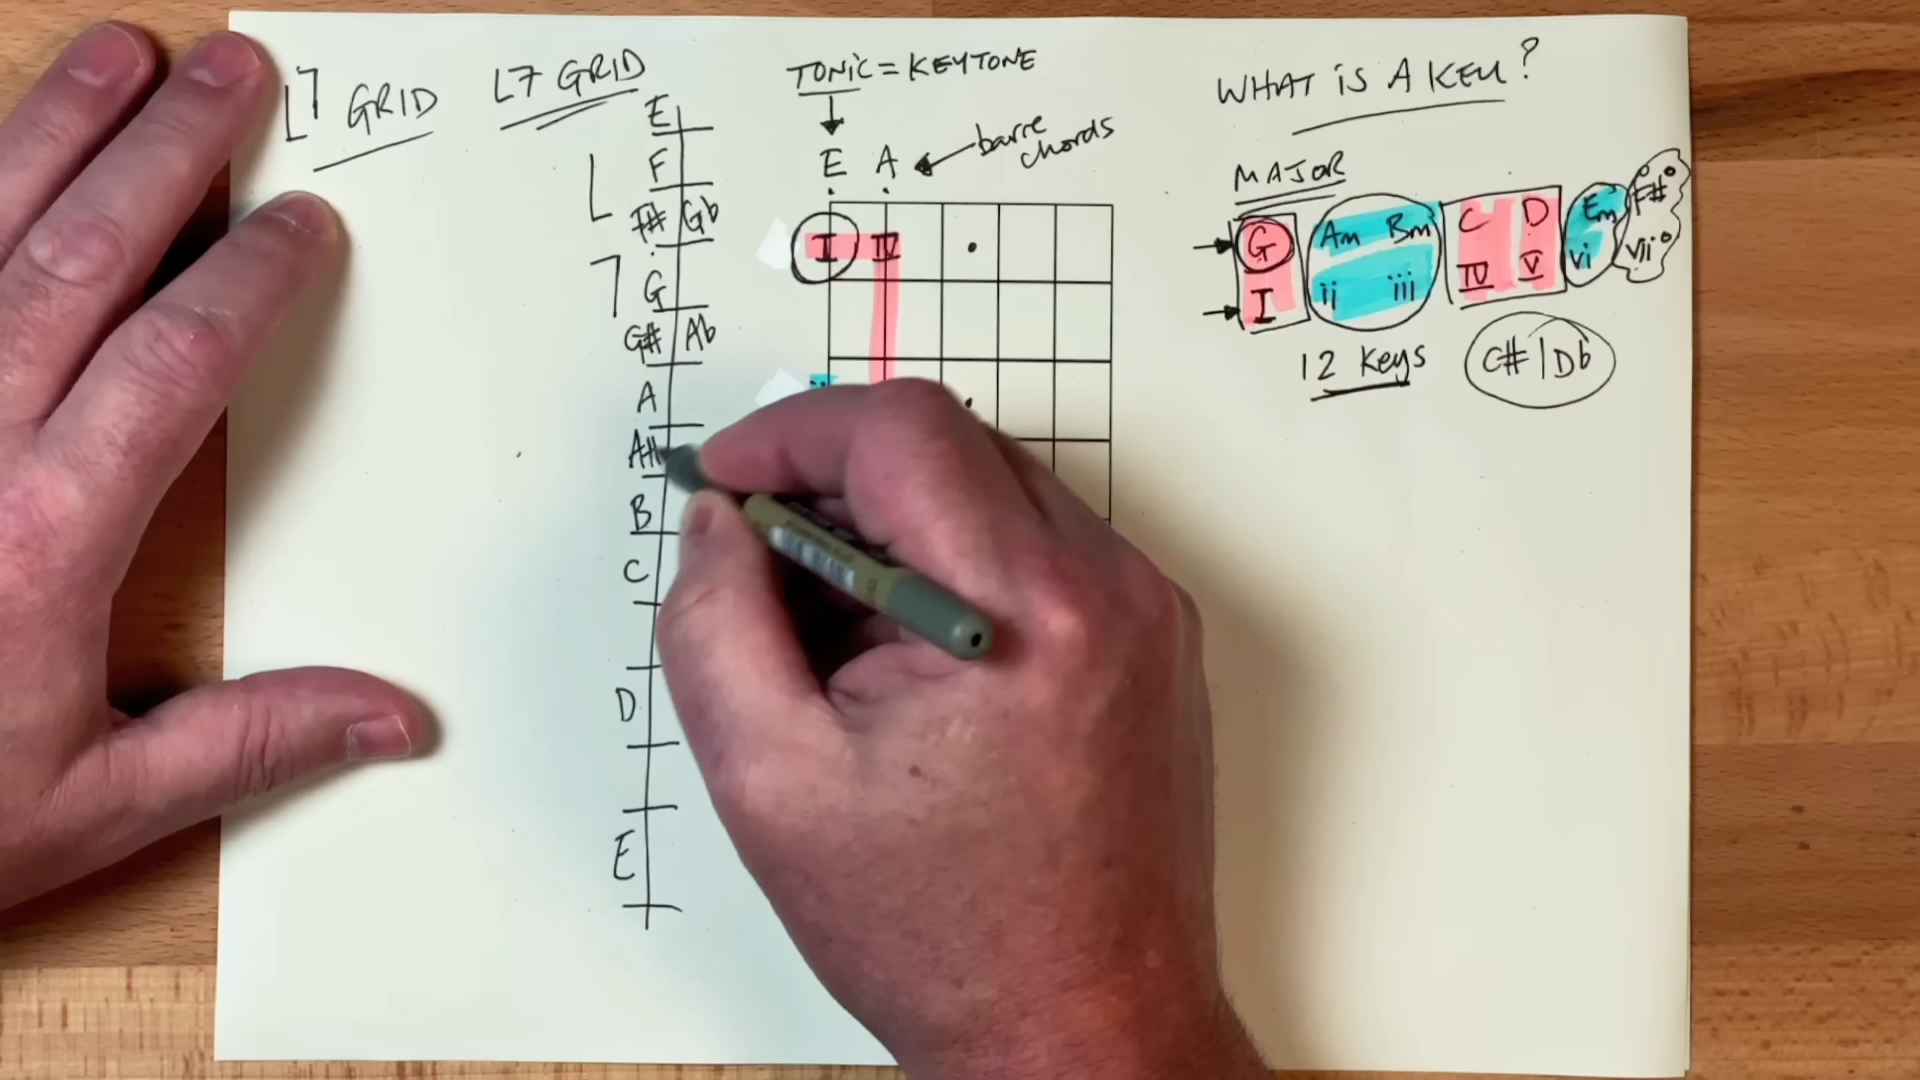 L7 GRID
L7 GRID
TONIC = KEYTONE
WHAT IS A KEY?
E
barre
chords
E A
L
F
MAJOR
F# Gb
G Am Bm C D Em F#°
I IV
I ii iii IV V vi vii°
7
G
G# Ab
12 Keys
C# | Db
A
A#
B
C
D
E